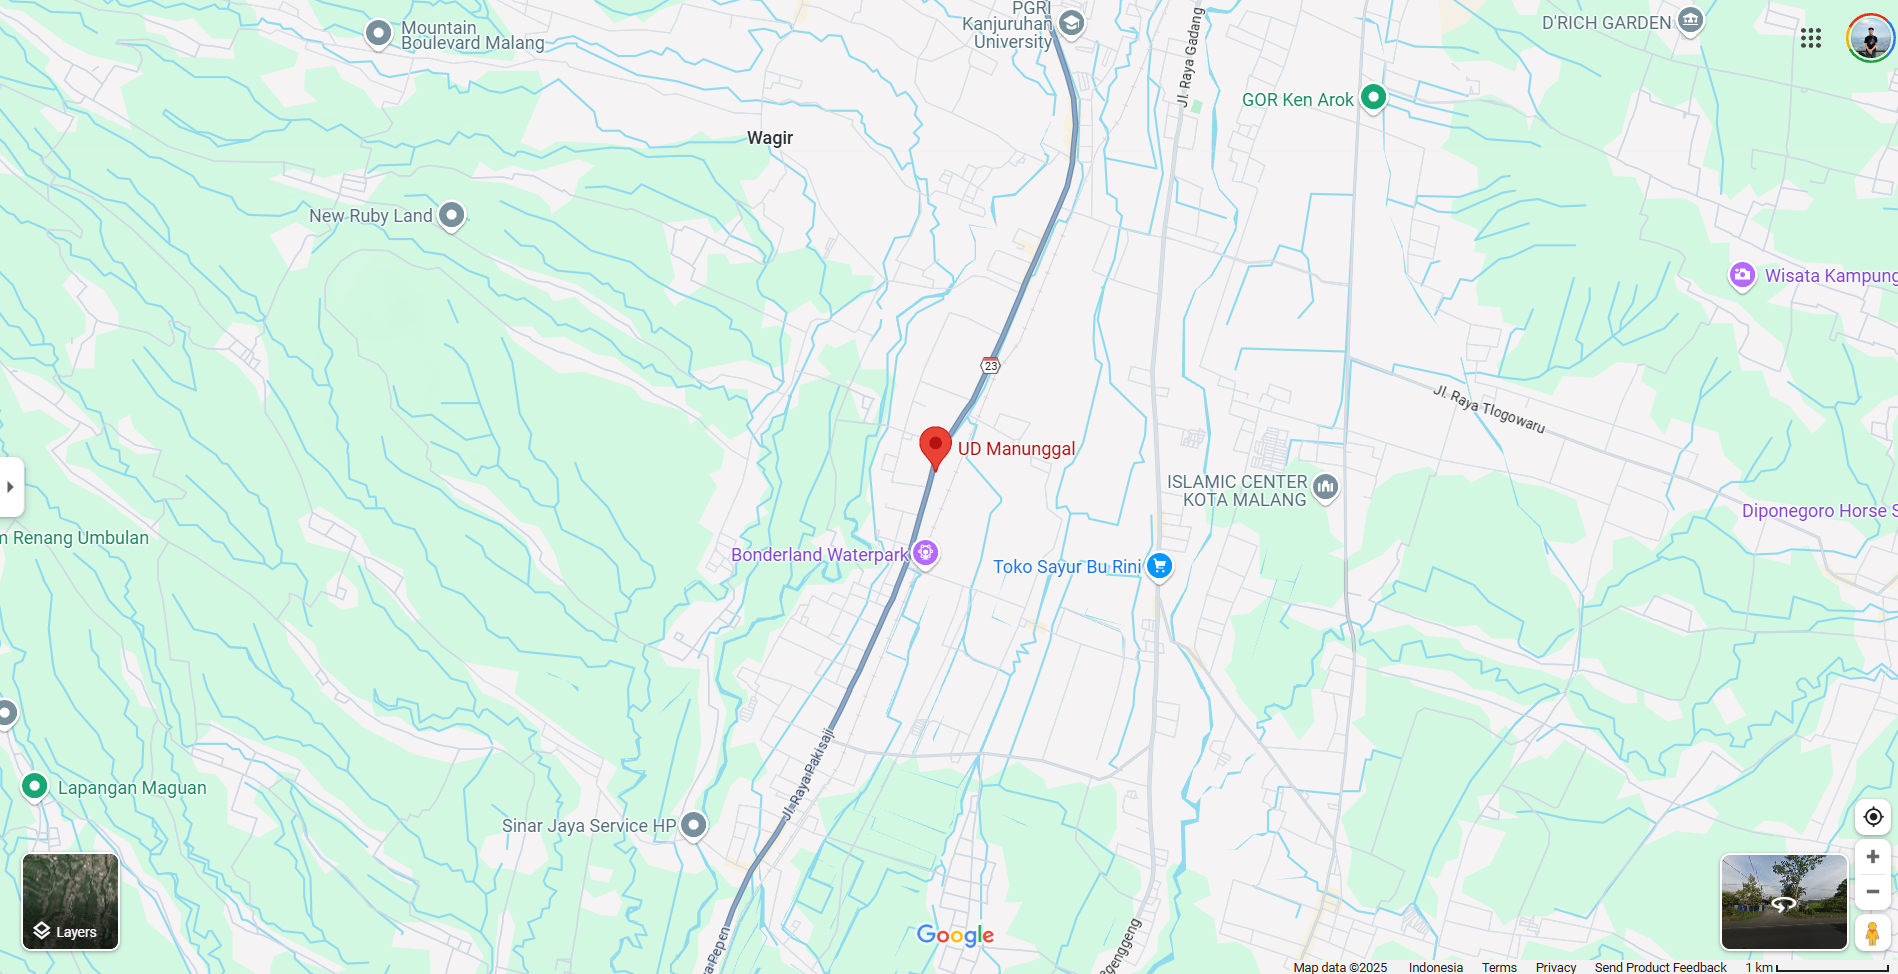 PGRI
Kanjuruhan
University
Mountain
Boulevard Malang
D'RICH GARDEN
Jl. Raya Gadang
GOR Ken Arok
Wagir
New Ruby Land
Wisata Kampung
23
Jl. Raya Tlogowaru
UD Manunggal
ISLAMIC CENTER
KOTA MALANG
Diponegoro Horse S
m Renang Umbulan
Bonderland Waterpark
Toko Sayur Bu Rini
Jl. Raya Pakisaji
Lapangan Maguan
Sinar Jaya Service HP
Layers
Google
aya Pepen
egenggeng
Map data ©2025 Indonesia Terms Privacy Send Product Feedback 1 km